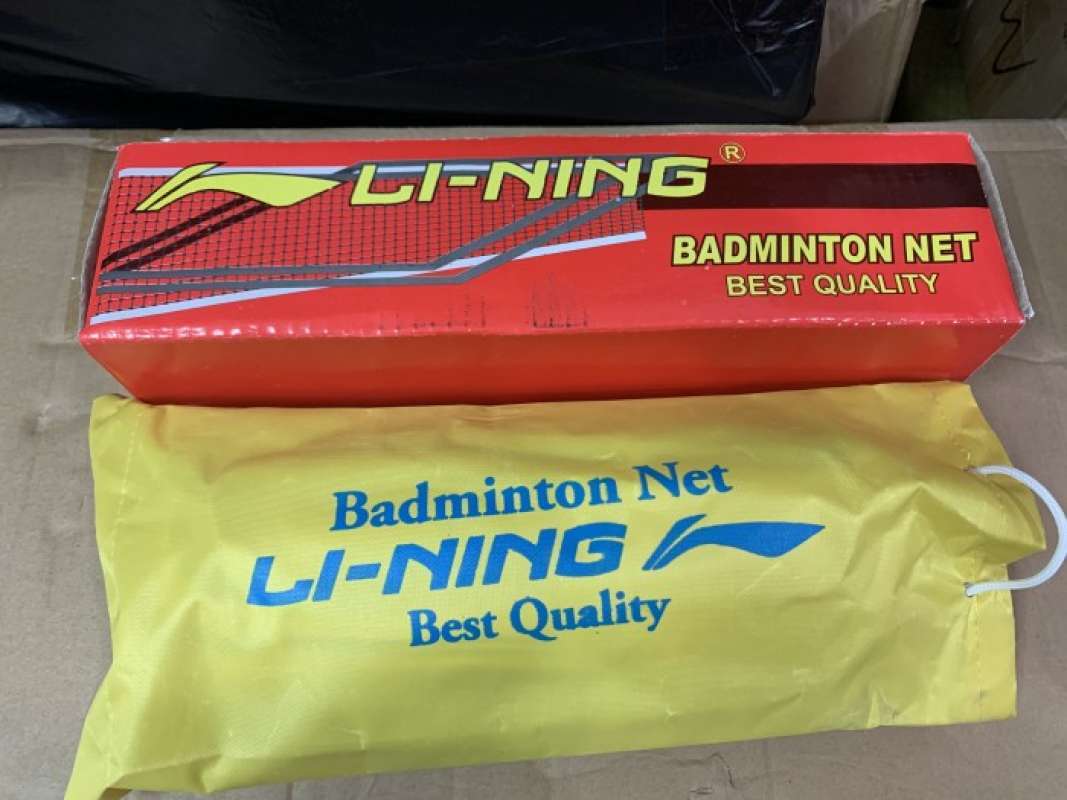 LI-NING®
BADMINTON NET
BEST QUALITY
Badminton Net
LI-NING
Best Quality